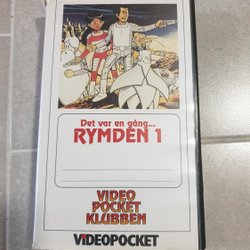 Det var en gång...
RYMDEN 1
VIDEO
POCKET
KLUBBEN
VIDEOPOCKET